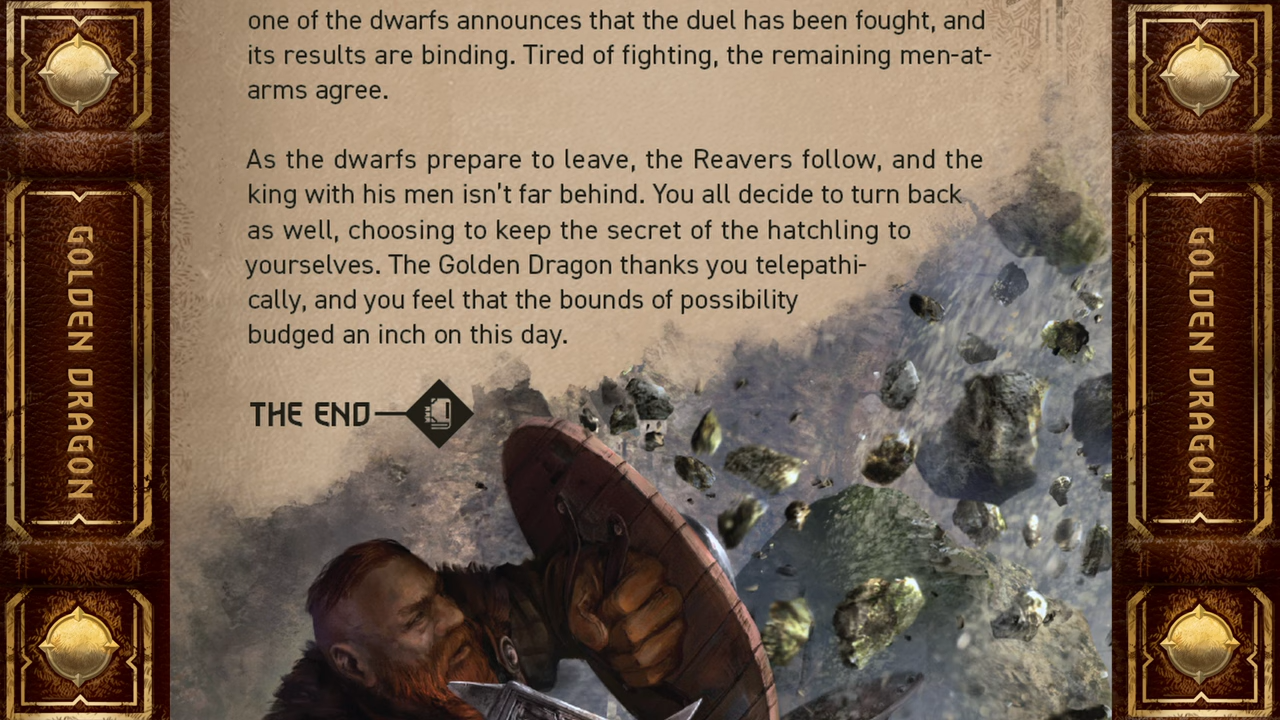 one of the dwarfs announces that the duel has been fought, and
its results are binding. Tired of fighting, the remaining men-at-
arms agree.
As the dwarfs prepare to leave, the Reavers follow, and the
king with his men isn't far behind. You all decide to turn back
as well, choosing to keep the secret of the hatchling to
yourselves. The Golden Dragon thanks you telepathi-
cally, and you feel that the bounds of possibility
budged an inch on this day.
THE END
GOLDEN DRAGON
GOLDEN DRAGON